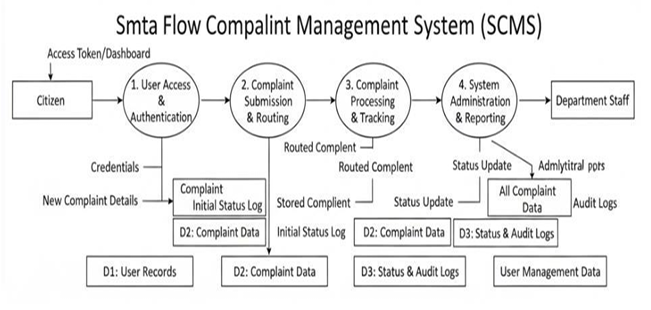 Smta Flow Compalint Management System (SCMS)
Access Token/Dashboard
Citizen
1. User Access
&
Authentication
2. Complaint
Submission
& Routing
3. Complaint
Processing
& Tracking
4. System
Administration
& Reporting
Department Staff
Routed Complent
Credentials
Routed Complent
Status Update
Admlytitral pots
New Complaint Details
Complaint
Initial Status Log
Stored Complient
Status Update
All Complaint
Data
Audit Logs
D2: Complaint Data
Initial Status Log
D2: Complaint Data
D3: Status & Audit Logs
D1: User Records
D2: Complaint Data
D3: Status & Audit Logs
User Management Data